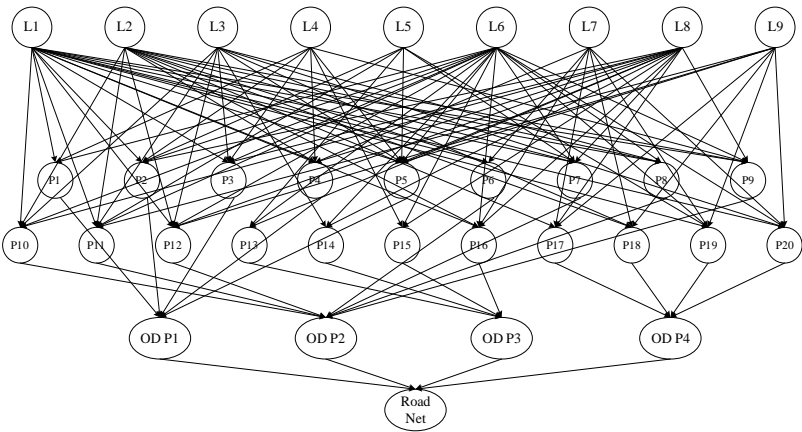 L1 L2 L3 L4 L5 L6 L7 L8 L9
P1 P2 P3 P4 P5 P6 P7 P8 P9
P10 P11 P12 P13 P14 P15 P16 P17 P18 P19 P20
OD P1 OD P2 OD P3 OD P4
Road
Net